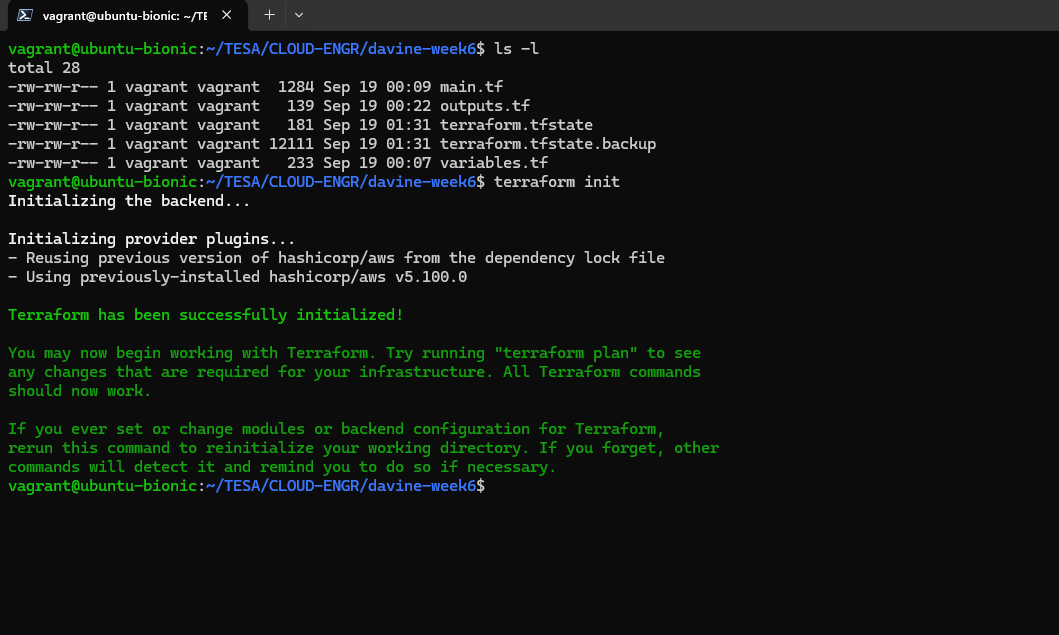 vagrant@ubuntu-bionic: ~/TE
vagrant@ubuntu-bionic:~/TESA/CLOUD-ENGR/davine-week6$ ls -l
total 28
-rw-rw-r-- 1 vagrant vagrant  1284 Sep 19 00:09 main.tf
-rw-rw-r-- 1 vagrant vagrant   139 Sep 19 00:22 outputs.tf
-rw-rw-r-- 1 vagrant vagrant   181 Sep 19 01:31 terraform.tfstate
-rw-rw-r-- 1 vagrant vagrant 12111 Sep 19 01:31 terraform.tfstate.backup
-rw-rw-r-- 1 vagrant vagrant   233 Sep 19 00:07 variables.tf
vagrant@ubuntu-bionic:~/TESA/CLOUD-ENGR/davine-week6$ terraform init
Initializing the backend...
Initializing provider plugins...
- Reusing previous version of hashicorp/aws from the dependency lock file
- Using previously-installed hashicorp/aws v5.100.0
Terraform has been successfully initialized!
You may now begin working with Terraform. Try running "terraform plan" to see
any changes that are required for your infrastructure. All Terraform commands
should now work.
If you ever set or change modules or backend configuration for Terraform,
rerun this command to reinitialize your working directory. If you forget, other
commands will detect it and remind you to do so if necessary.
vagrant@ubuntu-bionic:~/TESA/CLOUD-ENGR/davine-week6$